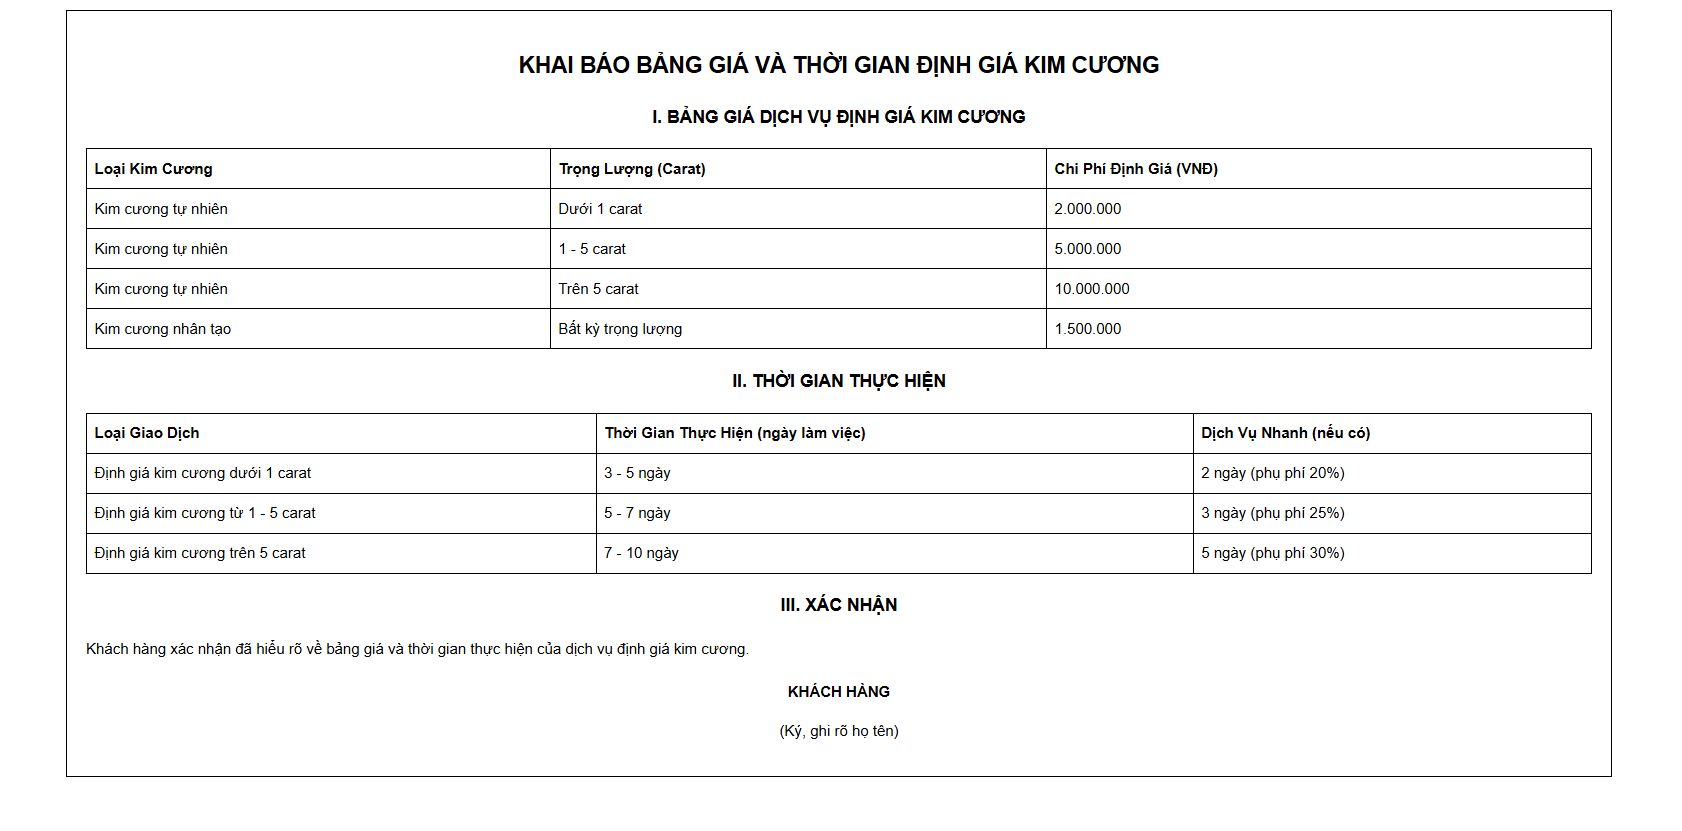 KHAI BÁO BẢNG GIÁ VÀ THỜI GIAN ĐỊNH GIÁ KIM CƯƠNG
I. BẢNG GIÁ DỊCH VỤ ĐỊNH GIÁ KIM CƯƠNG
Loại Kim Cương Trọng Lượng (Carat) Chi Phí Định Giá (VNĐ)
Kim cương tự nhiên Dưới 1 carat 2.000.000
Kim cương tự nhiên 1 - 5 carat 5.000.000
Kim cương tự nhiên Trên 5 carat 10.000.000
Kim cương nhân tạo Bất kỳ trọng lượng 1.500.000
II. THỜI GIAN THỰC HIỆN
Loại Giao Dịch Thời Gian Thực Hiện (ngày làm việc) Dịch Vụ Nhanh (nếu có)
Định giá kim cương dưới 1 carat 3 - 5 ngày 2 ngày (phụ phí 20%)
Định giá kim cương từ 1 - 5 carat 5 - 7 ngày 3 ngày (phụ phí 25%)
Định giá kim cương trên 5 carat 7 - 10 ngày 5 ngày (phụ phí 30%)
III. XÁC NHẬN
Khách hàng xác nhận đã hiểu rõ về bảng giá và thời gian thực hiện của dịch vụ định giá kim cương.
KHÁCH HÀNG
(Ký, ghi rõ họ tên)